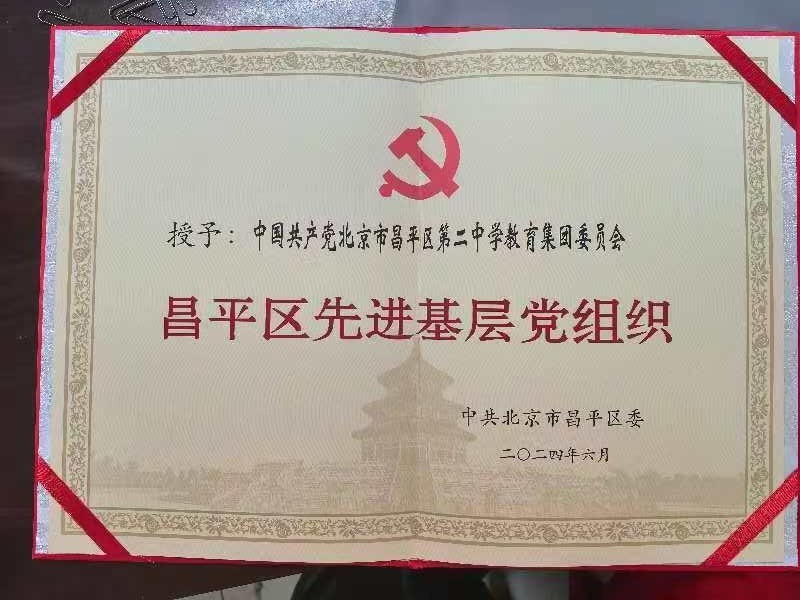 授予：中国共产党北京市昌平区第二中学教育集团委员会
昌平区先进基层党组织
中共北京市昌平区委
二〇二四年六月